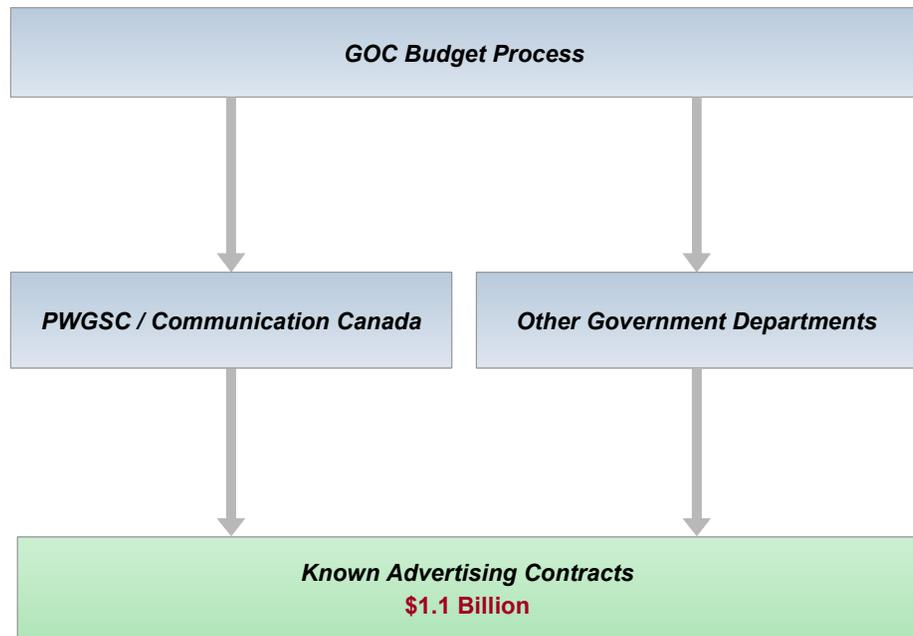 GOC Budget Process
PWGSC / Communication Canada
Other Government Departments
Known Advertising Contracts
$1.1 Billion